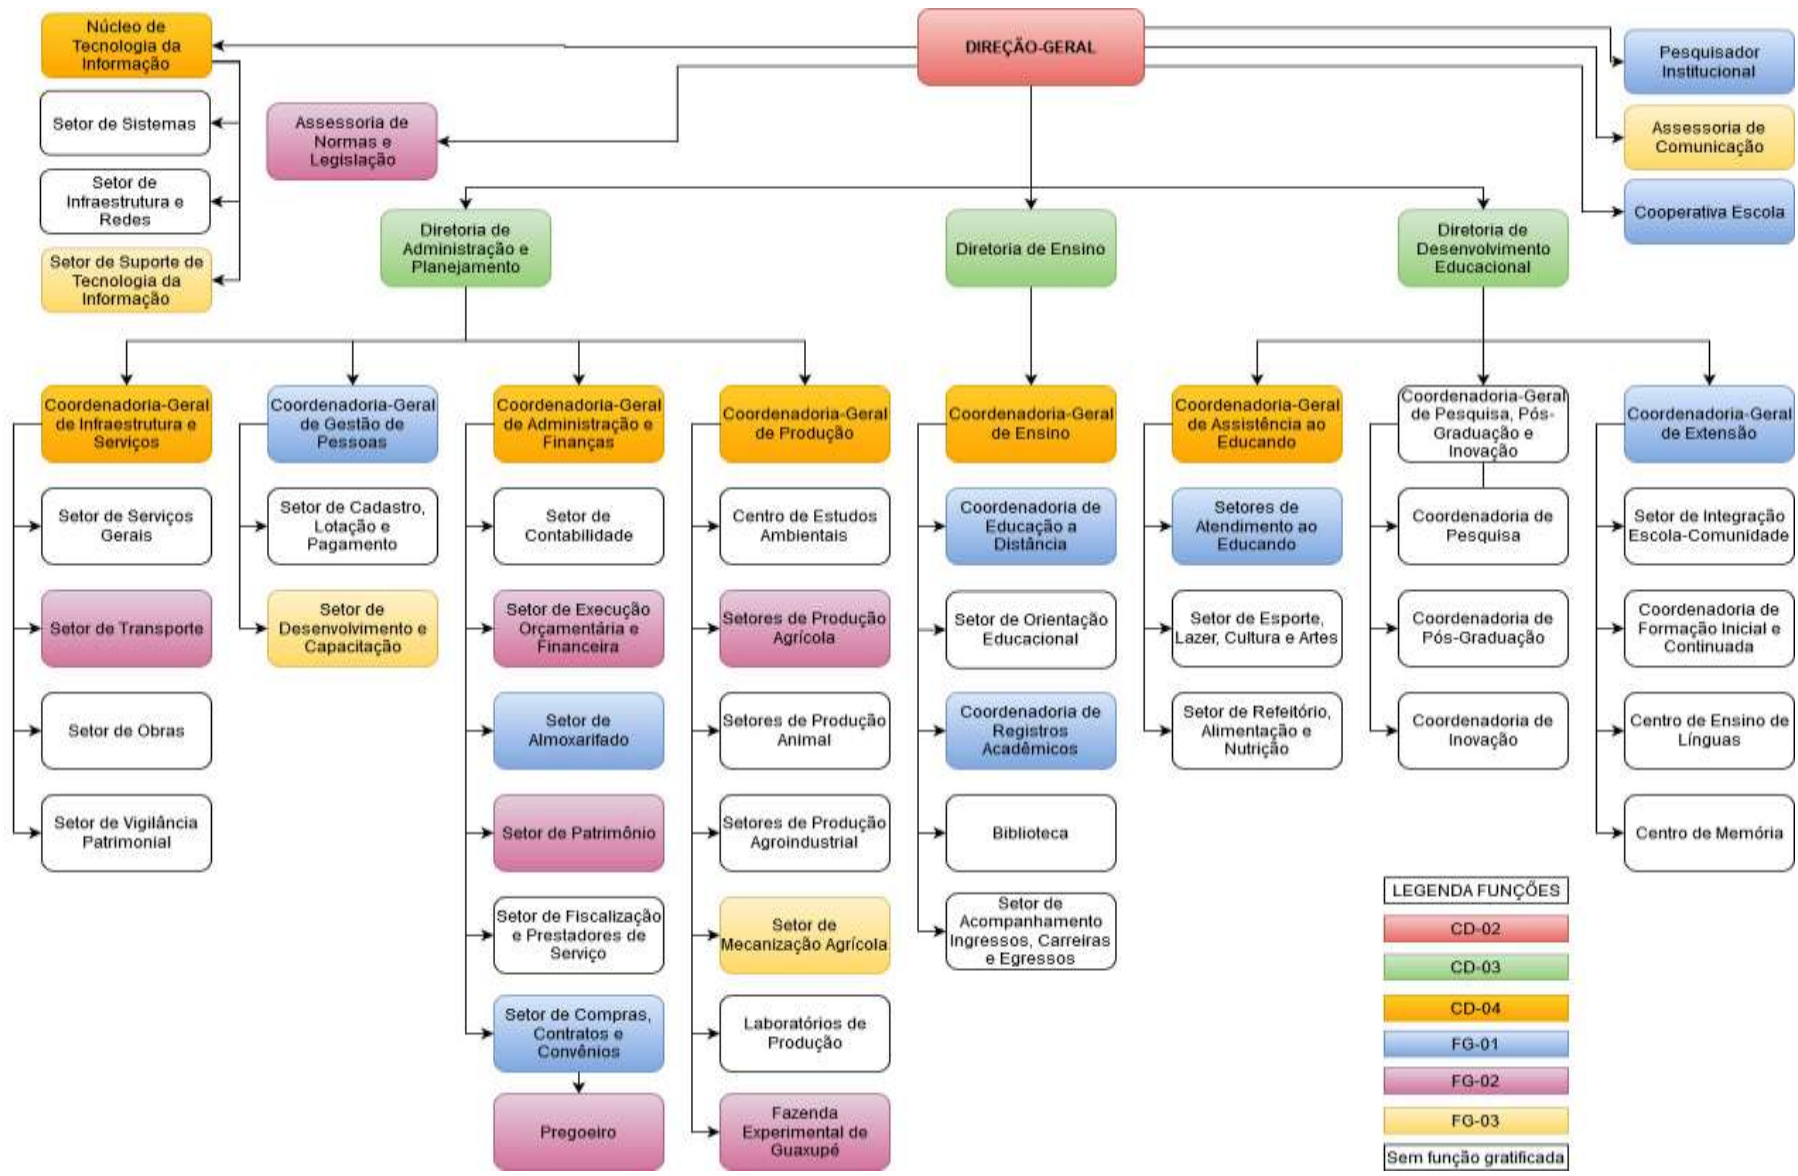 Núcleo de
Tecnologia da
Informação
DIREÇÃO-GERAL
Pesquisador
Institucional
Setor de Sistemas
Assessoria de
Normas e
Legislação
Assessoria de
Comunicação
Setor de
Infraestrutura e
Redes
Cooperativa Escola
Setor de Suporte de
Tecnologia da
Informação
Diretoria de
Administração e
Planejamento
Diretoria de Ensino
Diretoria de
Desenvolvimento
Educacional
Coordenadoria-Geral
de Infraestrutura e
Serviços
Coordenadoria-Geral
de Gestão de
Pessoas
Coordenadoria-Geral
de Administração e
Finanças
Coordenadoria-Geral
de Produção
Coordenadoria-Geral
de Ensino
Coordenadoria-Geral
de Assistência ao
Educando
Coordenadoria-Geral
de Pesquisa, Pós-
Graduação e
Inovação
Coordenadoria-Geral
de Extensão
Setor de Serviços
Gerais
Setor de Cadastro,
Lotação e
Pagamento
Setor de
Contabilidade
Centro de Estudos
Ambientais
Coordenadoria de
Educação a
Distância
Setores de
Atendimento ao
Educando
Coordenadoria de
Pesquisa
Setor de Integração
Escola-Comunidade
Setor de Transporte
Setor de
Desenvolvimento e
Capacitação
Setor de Execução
Orçamentária e
Financeira
Setores de Produção
Agrícola
Setor de Orientação
Educacional
Setor de Esporte,
Lazer, Cultura e Artes
Coordenadoria de
Pós-Graduação
Coordenadoria de
Formação Inicial e
Continuada
Setor de Obras
Setor de
Almoxarifado
Setores de Produção
Animal
Coordenadoria de
Registros
Acadêmicos
Setor de Refeitório,
Alimentação e
Nutrição
Coordenadoria de
Inovação
Centro de Ensino de
Línguas
Setor de Vigilância
Patrimonial
Setor de Patrimônio
Setores de Produção
Agroindustrial
Biblioteca
Centro de Memória
Setor de Fiscalização
e Prestadores de
Serviço
Setor de
Mecanização Agrícola
Setor de
Acompanhamento
Ingressos, Carreiras
e Egressos
Setor de Compras,
Contratos e
Convênios
Laboratórios de
Produção
Pregoeiro
Fazenda
Experimental de
Guaxupé
LEGENDA FUNÇÕES
CD-02
CD-03
CD-04
FG-01
FG-02
FG-03
Sem função gratificada